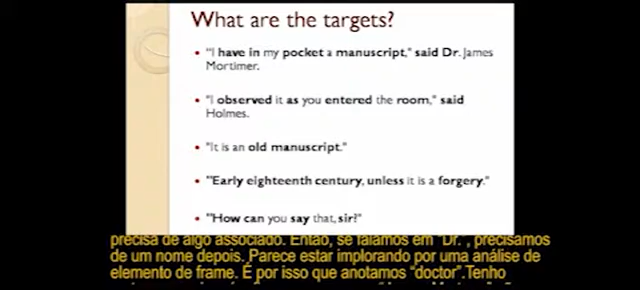 What are the targets?
"I have in my pocket a manuscript," said Dr. James
Mortimer.
"I observed it as you entered the room," said
Holmes.
"It is an old manuscript."
"Early eighteenth century, unless it is a forgery."
"How can you say that, sir?"
precisa de algo associado. Então, se falamos em "Dr.", precisamos
de um nome depois. Parece estar implorando por uma análise de
elemento de frame. É por isso que anotamos "doctor".Tenho